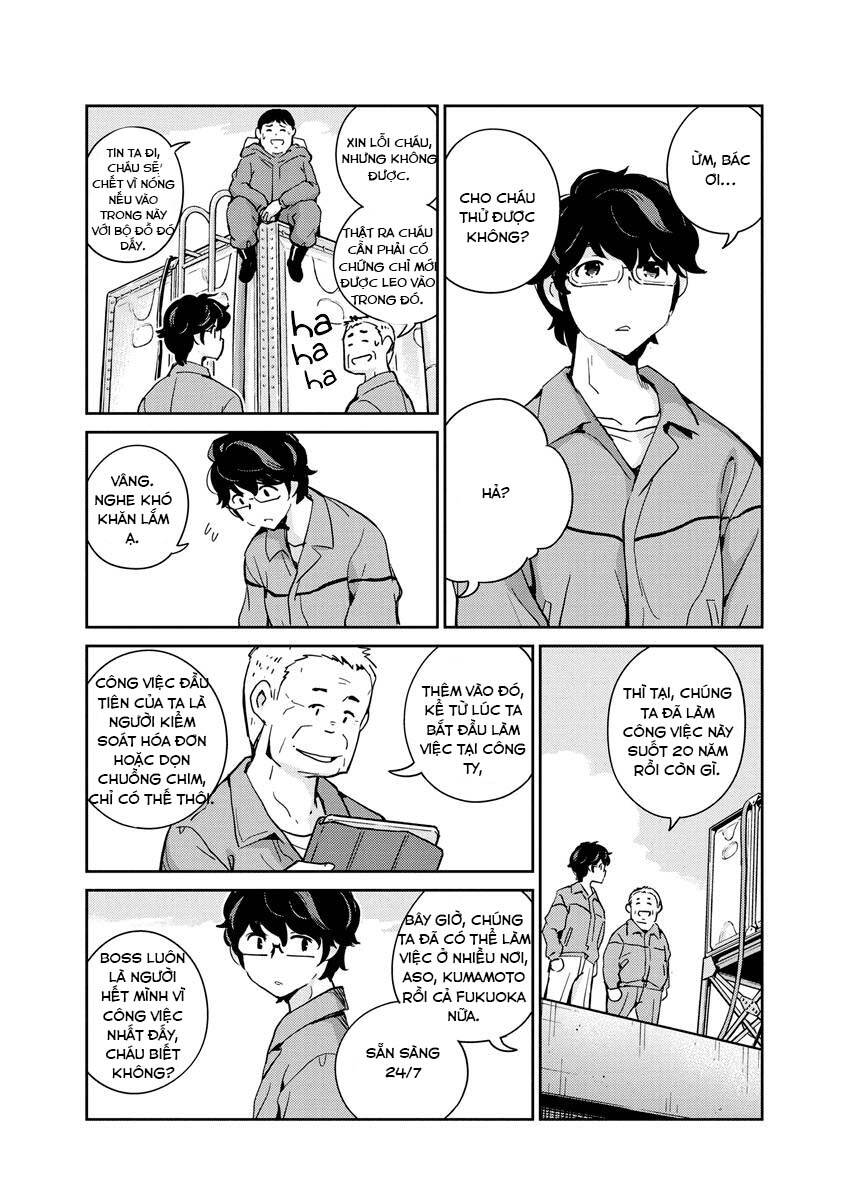 ỪM, BÁC
ƠI...
CHO CHÁU
THỬ ĐƯỢC
KHÔNG?
HẢ?
XIN LỖI CHÁU,
NHƯNG KHÔNG
ĐƯỢC.
THẬT RA CHÁU
CẦN PHẢI CÓ
CHỨNG CHỈ MỚI
ĐƯỢC LEO VÀO
TRONG ĐÓ.
TIN TA ĐI,
CHÁU SẼ
CHẾT VÌ NÓNG
NẾU VÀO
TRONG NÀY
VỚI BỘ ĐỒ ĐÓ
DẤY.
ha
ha
ha
VÂNG.
NGHE KHÓ
KHĂN LẮM
Ạ.
THÌ TẠI, CHÚNG
TA ĐÃ LÀM
CÔNG VIỆC NÀY
SUỐT 20 NĂM
RỒI CÒN GÌ.
THÊM VÀO ĐÓ,
KỂ TỪ LÚC TA
BẮT ĐẦU LÀM
VIỆC TẠI CÔNG
TY,
CÔNG VIỆC ĐẦU
TIÊN CỦA TA LÀ
NGƯỜI KIỂM
SOÁT HÓA ĐƠN
HOẶC DỌN
CHUỒNG CHIM,
CHỈ CÓ THẾ THÔI.
BÂY GIỜ, CHÚNG
TA ĐÃ CÓ THỂ LÀM
VIỆC Ở NHIỀU NƠI,
ASO, KUMAMOTO
RỒI CẢ FUKUOKA
NỮA.
SẴN SÀNG
24/7
BOSS LUÔN
LÀ NGƯỜI
HẾT MÌNH VÌ
CÔNG VIỆC
NHẤT ĐẤY,
CHÁU BIẾT
KHÔNG?